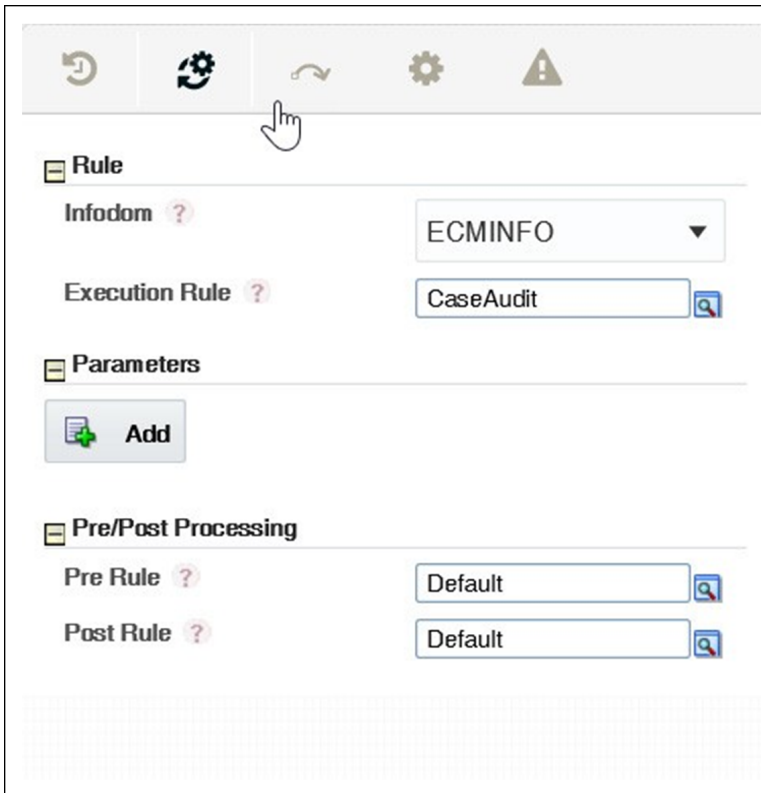 Rule
Infodom ?
ECMINFO
Execution Rule ?
CaseAudit
Parameters
Add
Pre/Post Processing
Pre Rule ?
Default
Post Rule ?
Default